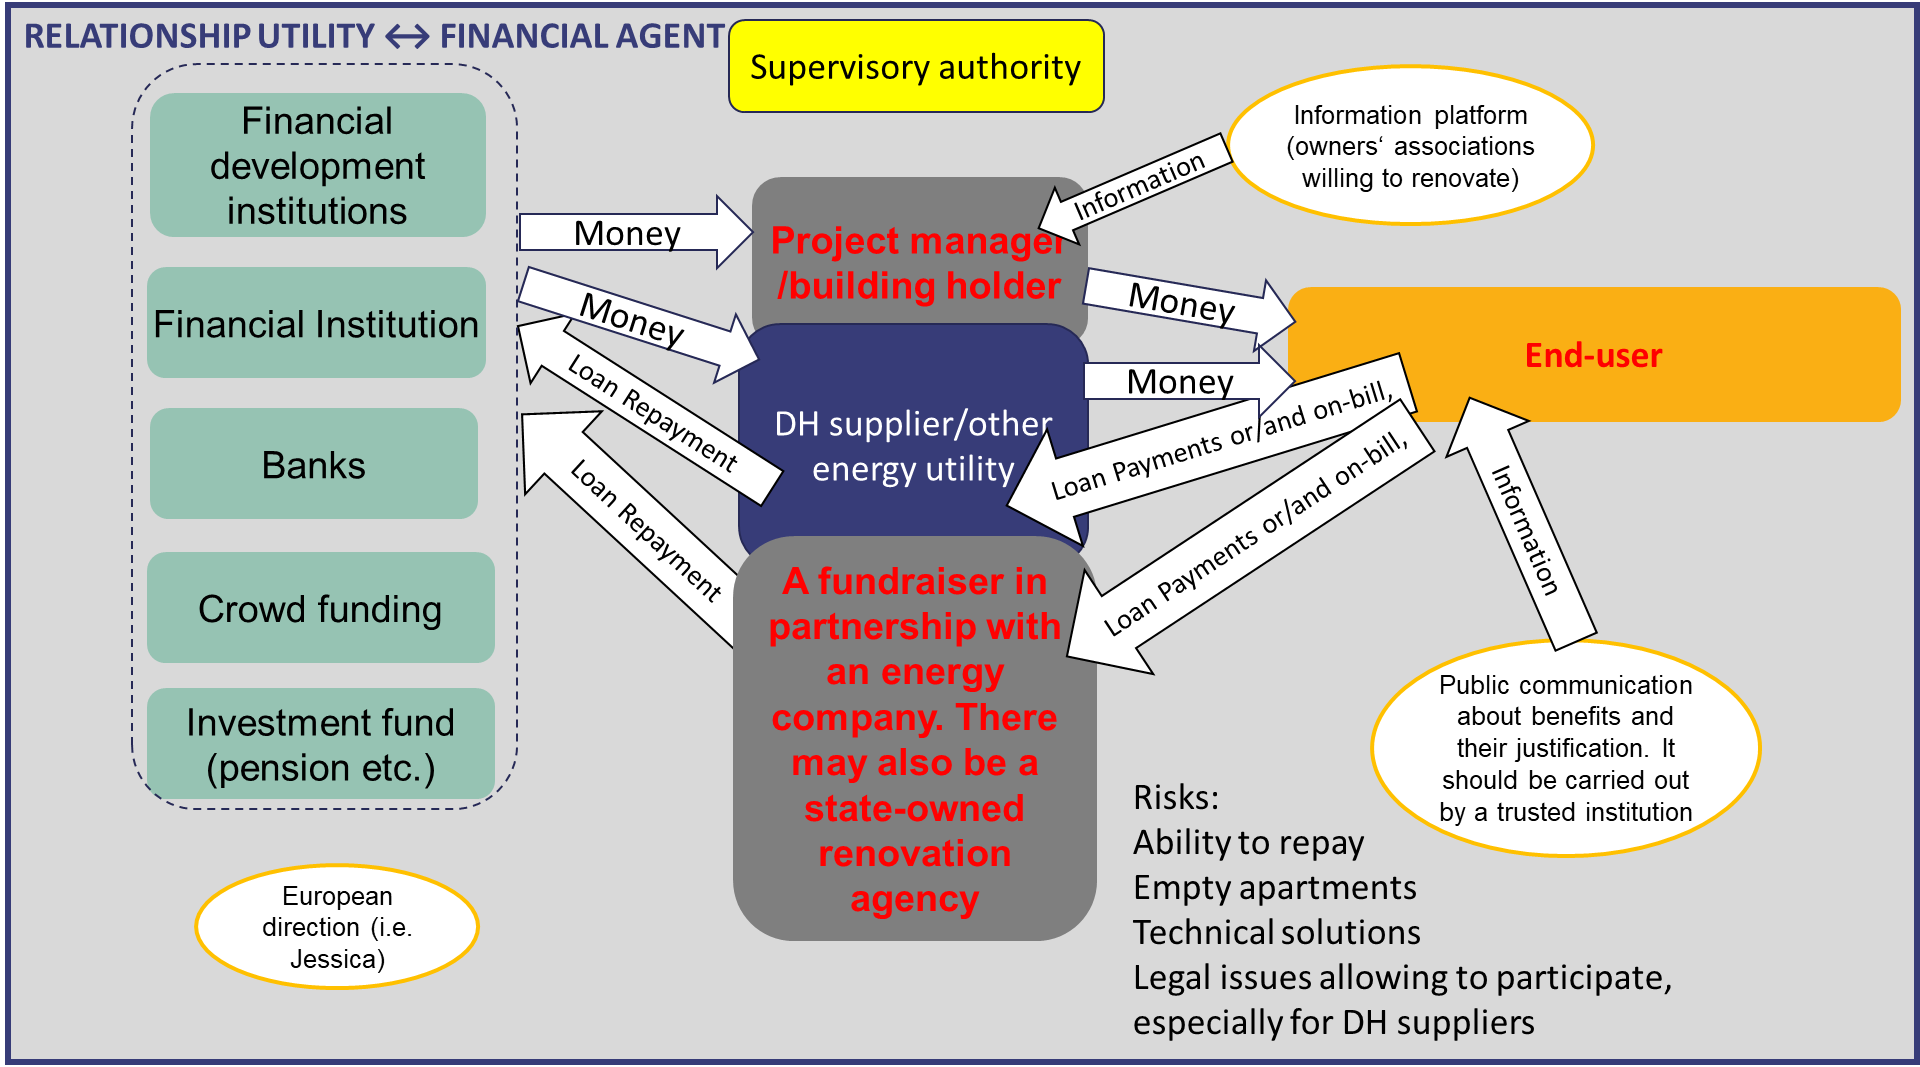 RELATIONSHIP UTILITY ↔ FINANCIAL AGENT
Supervisory authority
Financial
development
institutions
Financial Institution
Banks
Crowd funding
Investment fund
(pension etc.)
European
direction (i.e.
Jessica)
Money
Money
Loan Repayment
Loan Repayment
Project manager
/building holder
DH supplier/other
energy utility
A fundraiser in
partnership with
an energy
company. There
may also be a
state-owned
renovation
agency
Information
Information platform
(owners‘ associations
willing to renovate)
Money
Money
End-user
Loan Payments or/and on-bill,
Loan Payments or/and on-bill,
Information
Public communication
about benefits and
their justification. It
should be carried out
by a trusted institution
Risks:
Ability to repay
Empty apartments
Technical solutions
Legal issues allowing to participate,
especially for DH suppliers